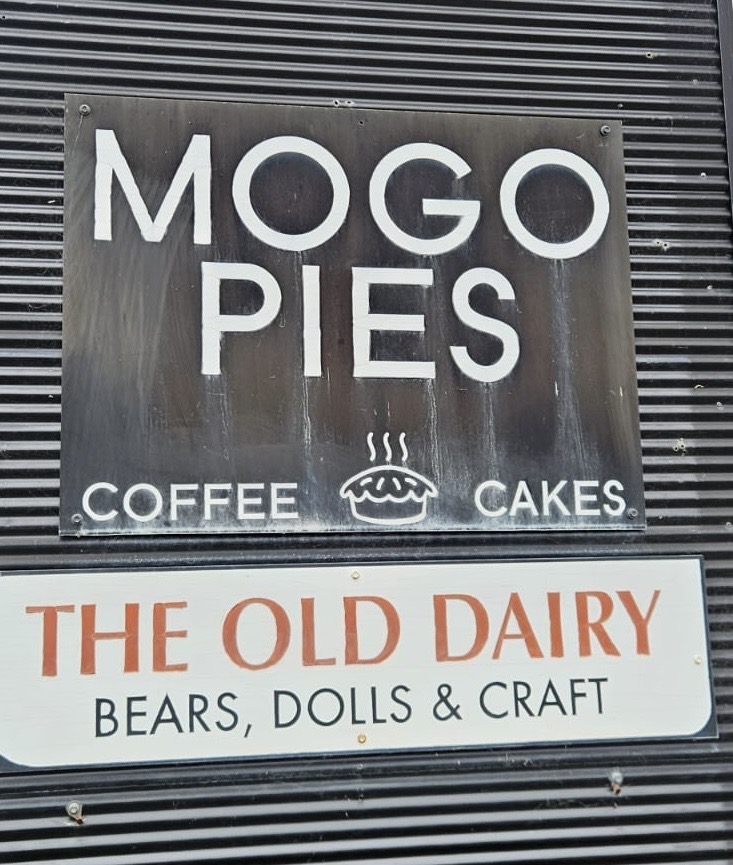 MOGO
PIES
COFFEE CAKES
THE OLD DAIRY
BEARS, DOLLS & CRAFT